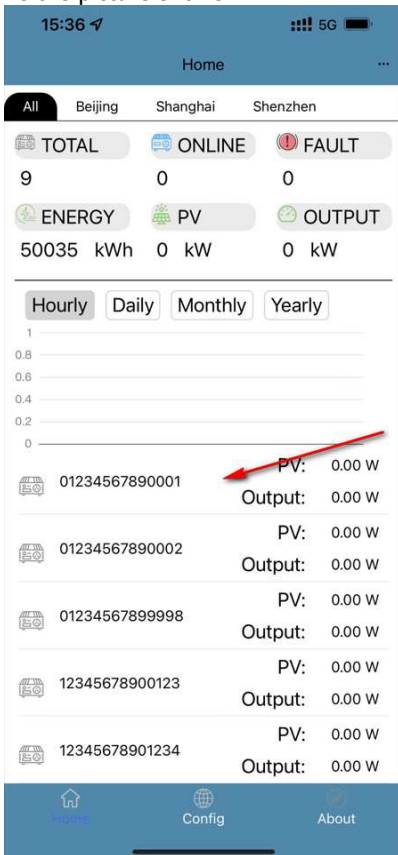 15:36 5G
Home ...
All Beijing Shanghai Shenzhen
TOTAL ONLINE FAULT
9 0 0
ENERGY PV OUTPUT
50035 kWh 0 kW 0 kW
Hourly Daily Monthly Yearly
1
0.8
0.6
0.4
0.2
0
01234567890001 PV: 0.00 W
Output: 0.00 W
01234567890002 PV: 0.00 W
Output: 0.00 W
01234567899998 PV: 0.00 W
Output: 0.00 W
12345678900123 PV: 0.00 W
Output: 0.00 W
12345678901234 PV: 0.00 W
Output: 0.00 W
Home Config About